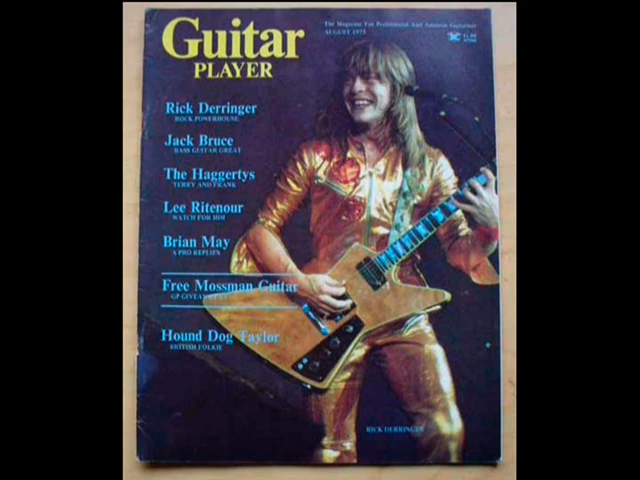 The Magazine For Professional And Amateur Guitarists
AUGUST 1975
Guitar
PLAYER
Rick Derringer
ROCK POWERHOUSE
Jack Bruce
BASS GUITAR GREAT
The Haggertys
TERRY AND FRANK
Lee Ritenour
WATCH FOR HIM
Brian May
A PRO REPLIES
Free Mossman Guitar
GP GIVEAWAY
Hound Dog Taylor
BRITISH FOLKIE
RICK DERRINGER